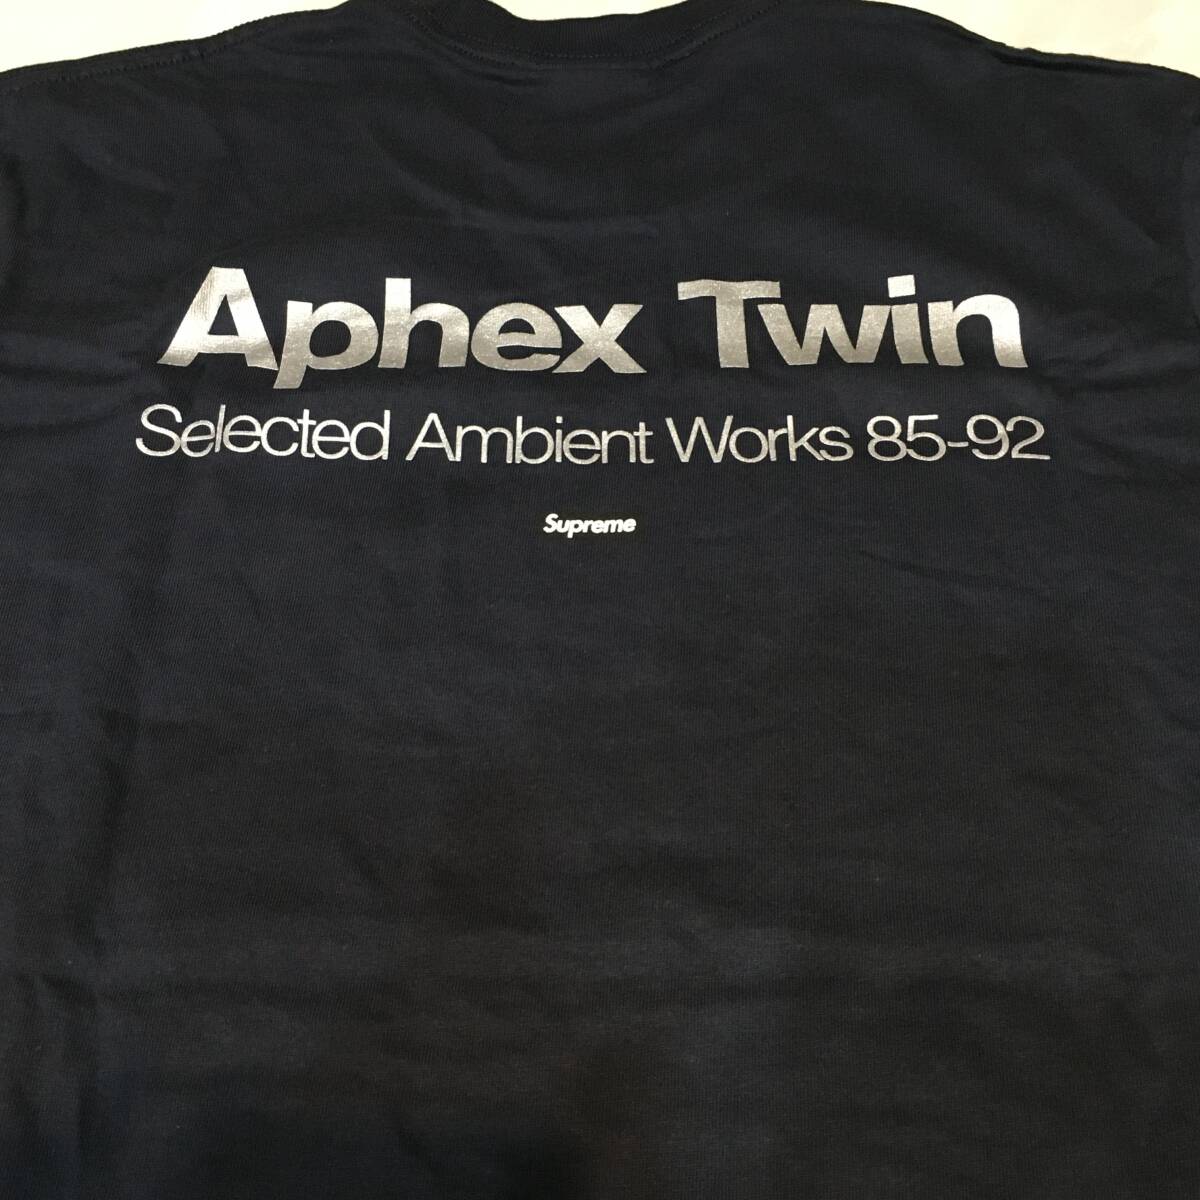 Aphex Twin
Selected Ambient Works 85-92
Supreme